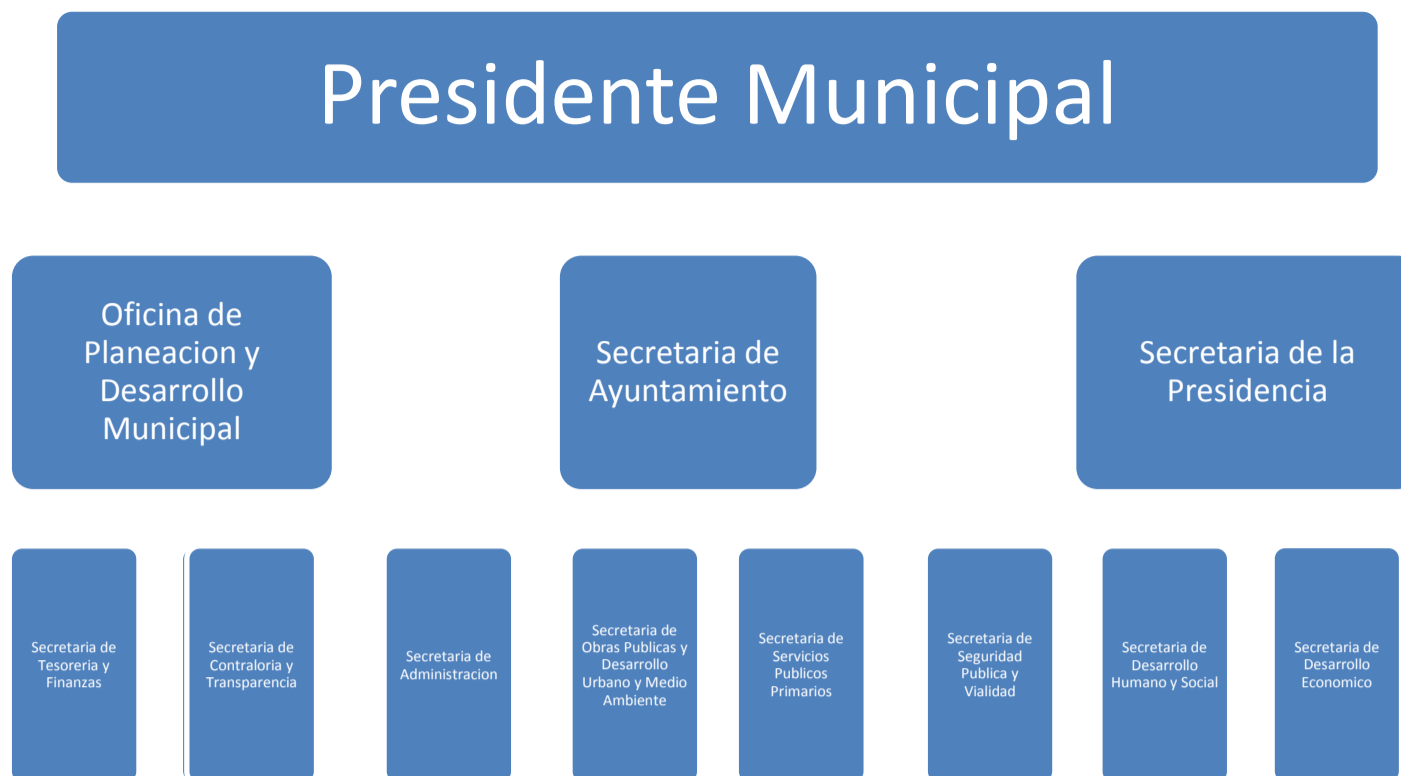 Presidente Municipal
Oficina de
Planeacion y
Desarrollo
Municipal
Secretaria de
Ayuntamiento
Secretaria de la
Presidencia
Secretaria de
Tesoreria y
Finanzas
Secretaria de
Contraloria y
Transparencia
Secretaria de
Administracion
Secretaria de
Obras Publicas y
Desarrollo
Urbano y Medio
Ambiente
Secretaria de
Servicios
Publicos
Primarios
Secretaria de
Seguridad
Publica y
Vialidad
Secretaria de
Desarrollo
Humano y Social
Secretaria de
Desarrollo
Economico